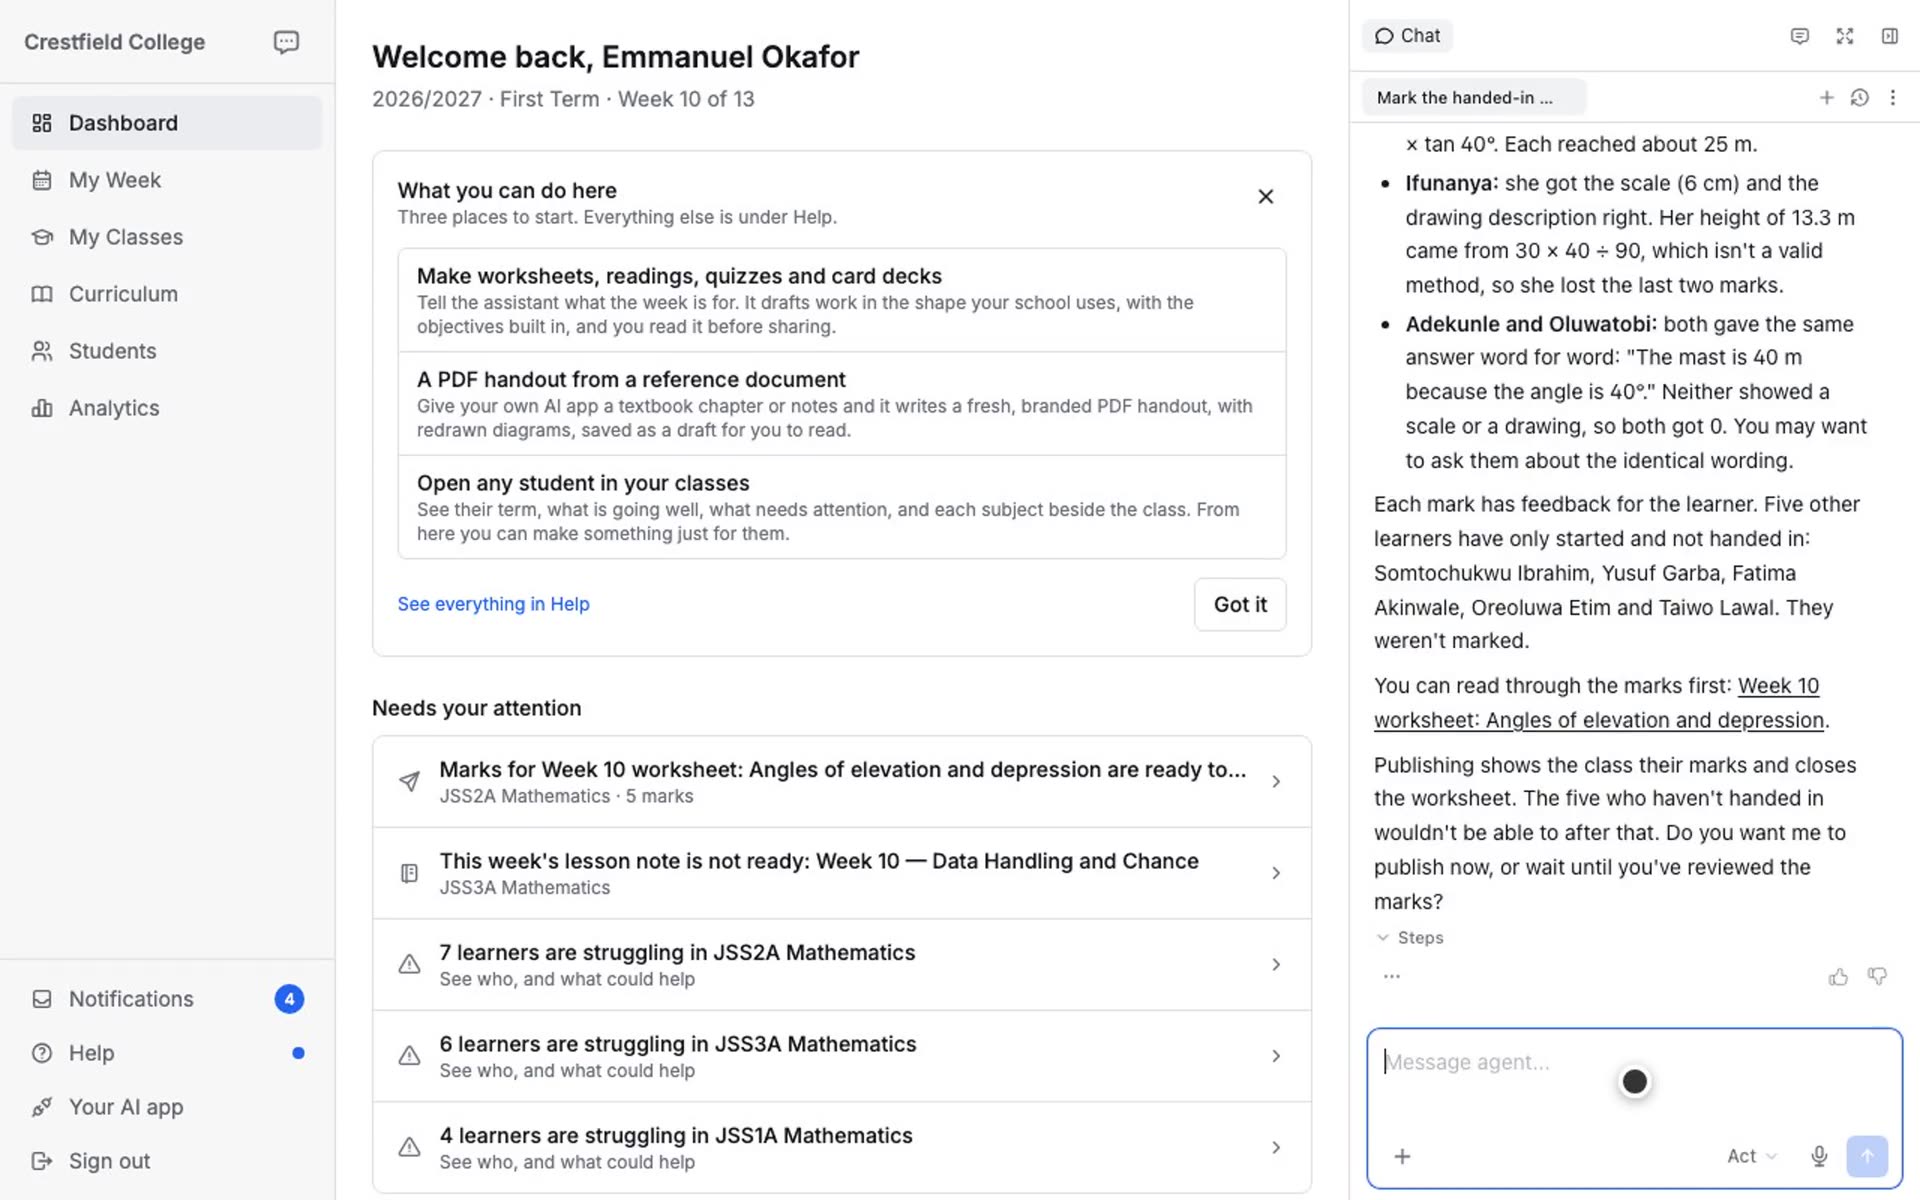 Crestfield College
Dashboard
My Week
My Classes
Curriculum
Students
Analytics
Notifications
4
Help
Your AI app
Sign out
Welcome back, Emmanuel Okafor
2026/2027 · First Term · Week 10 of 13
What you can do here
Three places to start. Everything else is under Help.
Make worksheets, readings, quizzes and card decks
Tell the assistant what the week is for. It drafts work in the shape your school uses, with the
objectives built in, and you read it before sharing.
A PDF handout from a reference document
Give your own AI app a textbook chapter or notes and it writes a fresh, branded PDF handout, with
redrawn diagrams, saved as a draft for you to read.
Open any student in your classes
See their term, what is going well, what needs attention, and each subject beside the class. From
here you can make something just for them.
See everything in Help
Got it
Needs your attention
Marks for Week 10 worksheet: Angles of elevation and depression are ready to...
JSS2A Mathematics · 5 marks
This week's lesson note is not ready: Week 10 — Data Handling and Chance
JSS3A Mathematics
7 learners are struggling in JSS2A Mathematics
See who, and what could help
6 learners are struggling in JSS3A Mathematics
See who, and what could help
4 learners are struggling in JSS1A Mathematics
See who, and what could help
Chat
Mark the handed-in ...
× tan 40°. Each reached about 25 m.
• Ifunanya: she got the scale (6 cm) and the
drawing description right. Her height of 13.3 m
came from 30 × 40 ÷ 90, which isn't a valid
method, so she lost the last two marks.
• Adekunle and Oluwatobi: both gave the same
answer word for word: "The mast is 40 m
because the angle is 40°." Neither showed a
scale or a drawing, so both got 0. You may want
to ask them about the identical wording.
Each mark has feedback for the learner. Five other
learners have only started and not handed in:
Somtochukwu Ibrahim, Yusuf Garba, Fatima
Akinwale, Oreoluwa Etim and Taiwo Lawal. They
weren't marked.
You can read through the marks first: Week 10
worksheet: Angles of elevation and depression.
Publishing shows the class their marks and closes
the worksheet. The five who haven't handed in
wouldn't be able to after that. Do you want me to
publish now, or wait until you've reviewed the
marks?
Steps
Message agent...
Act